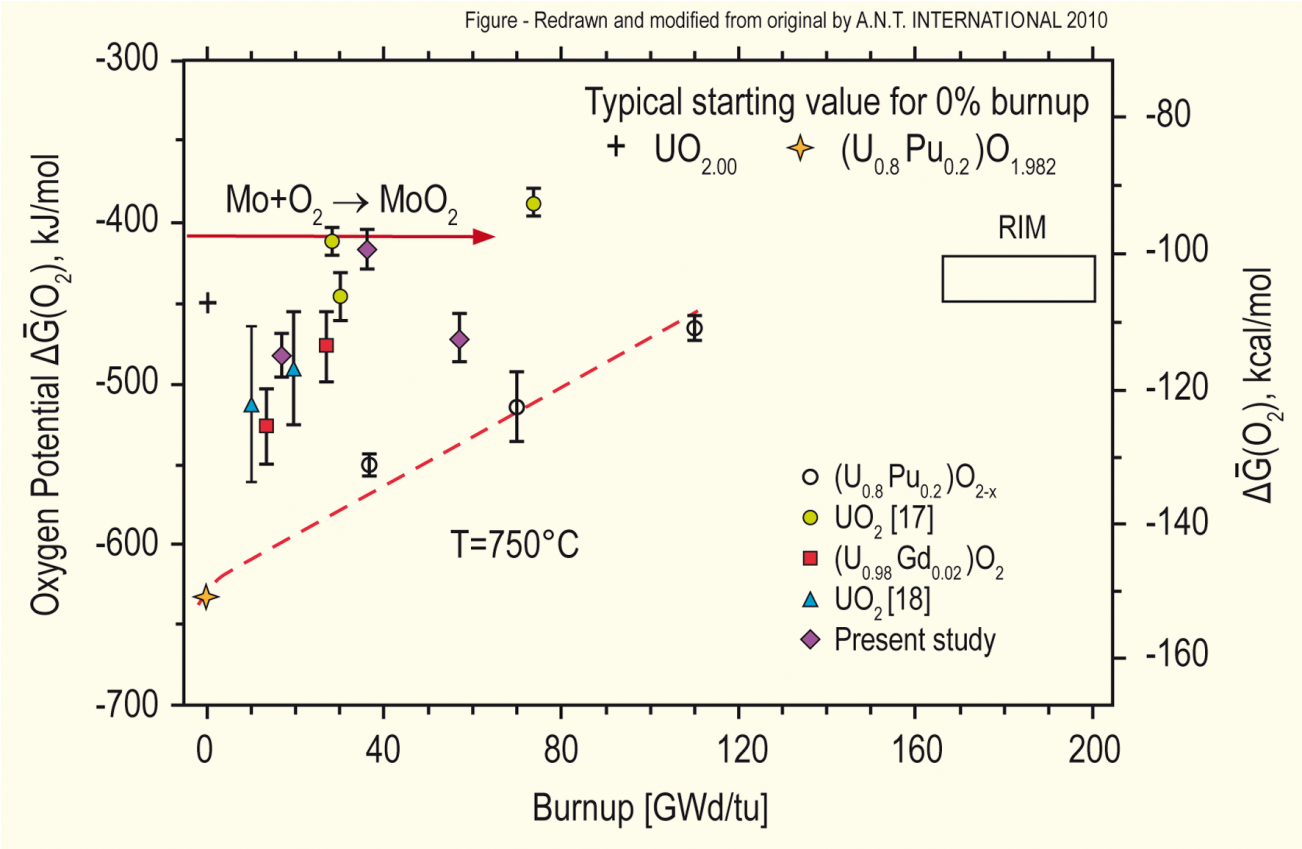 Figure - Redrawn and modified from original by A.N.T. INTERNATIONAL 2010
Typical starting value for 0% burnup
UO2.00 (U0.8Pu0.2)O1.982
Mo+O2 → MoO2
RIM
T=750°C
(U0.8Pu0.2)O2-x
UO2 [17]
(U0.98Gd0.02)O2
UO2 [18]
Present study
Oxygen Potential ΔG̅(O2), kJ/mol
-300
-400
-500
-600
-700
ΔG̅(O2), kcal/mol
-80
-100
-120
-140
-160
0 40 80 120 160 200
Burnup [GWd/tu]